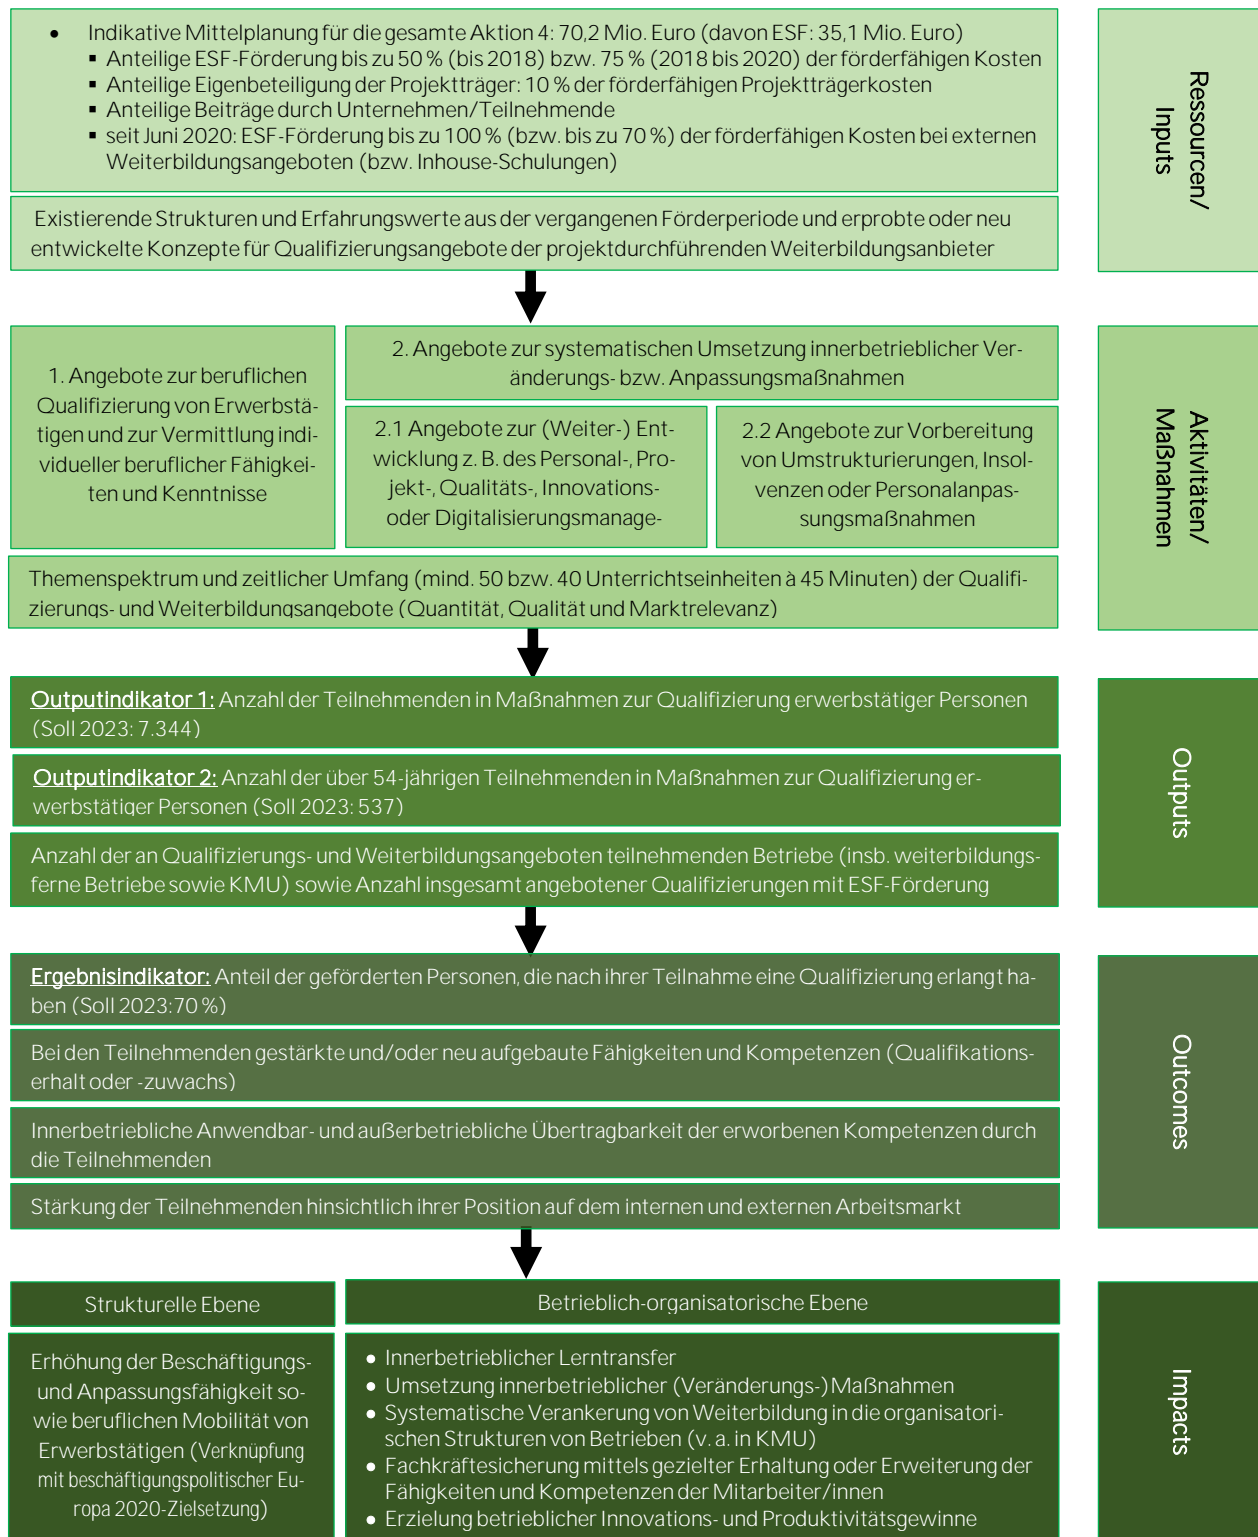 • Indikative Mittelplanung für die gesamte Aktion 4: 70,2 Mio. Euro (davon ESF: 35,1 Mio. Euro)
▪ Anteilige ESF-Förderung bis zu 50 % (bis 2018) bzw. 75 % (2018 bis 2020) der förderfähigen Kosten
▪ Anteilige Eigenbeteiligung der Projektträger: 10 % der förderfähigen Projektträgerkosten
▪ Anteilige Beiträge durch Unternehmen/Teilnehmende
▪ seit Juni 2020: ESF-Förderung bis zu 100 % (bzw. bis zu 70 %) der förderfähigen Kosten bei externen
Weiterbildungsangeboten (bzw. Inhouse-Schulungen)
Existierende Strukturen und Erfahrungswerte aus der vergangenen Förderperiode und erprobte oder neu
entwickelte Konzepte für Qualifizierungsangebote der projektdurchführenden Weiterbildungsanbieter
Ressourcen/
Inputs
1. Angebote zur beruflichen
Qualifizierung von Erwerbstä-
tigen und zur Vermittlung indi-
vidueller beruflicher Fähigkei-
ten und Kenntnisse
2. Angebote zur systematischen Umsetzung innerbetrieblicher Ver-
änderungs- bzw. Anpassungsmaßnahmen
2.1 Angebote zur (Weiter-) Ent-
wicklung z. B. des Personal-, Pro-
jekt-, Qualitäts-, Innovations-
oder Digitalisierungsmanage-
2.2 Angebote zur Vorbereitung
von Umstrukturierungen, Insol-
venzen oder Personalanpas-
sungsmaßnahmen
Themenspektrum und zeitlicher Umfang (mind. 50 bzw. 40 Unterrichtseinheiten à 45 Minuten) der Qualifi-
zierungs- und Weiterbildungsangebote (Quantität, Qualität und Marktrelevanz)
Aktivitäten/
Maßnahmen
Outputindikator 1: Anzahl der Teilnehmenden in Maßnahmen zur Qualifizierung erwerbstätiger Personen
(Soll 2023: 7.344)
Outputindikator 2: Anzahl der über 54-jährigen Teilnehmenden in Maßnahmen zur Qualifizierung er-
werbstätiger Personen (Soll 2023: 537)
Anzahl der an Qualifizierungs- und Weiterbildungsangeboten teilnehmenden Betriebe (insb. weiterbildungs-
ferne Betriebe sowie KMU) sowie Anzahl insgesamt angebotener Qualifizierungen mit ESF-Förderung
Outputs
Ergebnisindikator: Anteil der geförderten Personen, die nach ihrer Teilnahme eine Qualifizierung erlangt ha-
ben (Soll 2023:70 %)
Bei den Teilnehmenden gestärkte und/oder neu aufgebaute Fähigkeiten und Kompetenzen (Qualifikations-
erhalt oder -zuwachs)
Innerbetriebliche Anwendbar- und außerbetriebliche Übertragbarkeit der erworbenen Kompetenzen durch
die Teilnehmenden
Stärkung der Teilnehmenden hinsichtlich ihrer Position auf dem internen und externen Arbeitsmarkt
Outcomes
Strukturelle Ebene
Erhöhung der Beschäftigungs-
und Anpassungsfähigkeit so-
wie beruflichen Mobilität von
Erwerbstätigen (Verknüpfung
mit beschäftigungspolitischer Eu-
ropa 2020-Zielsetzung)
Betrieblich-organisatorische Ebene
• Innerbetrieblicher Lerntransfer
• Umsetzung innerbetrieblicher (Veränderungs-) Maßnahmen
• Systematische Verankerung von Weiterbildung in die organisatori-
schen Strukturen von Betrieben (v. a. in KMU)
• Fachkräftesicherung mittels gezielter Erhaltung oder Erweiterung der
Fähigkeiten und Kompetenzen der Mitarbeiter/innen
• Erzielung betrieblicher Innovations- und Produktivitätsgewinne
Impacts